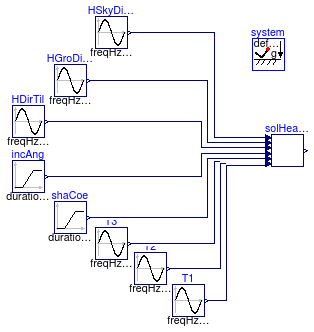 HSkyDi...
freqHz...
system
def...
g
HGroDi...
freqHz...
HDirTil
freqHz...
solHea...
incAng
duratio...
shaCoe
duratio...
T3
freqHz...
T2
freqHz...
T1
freqHz...